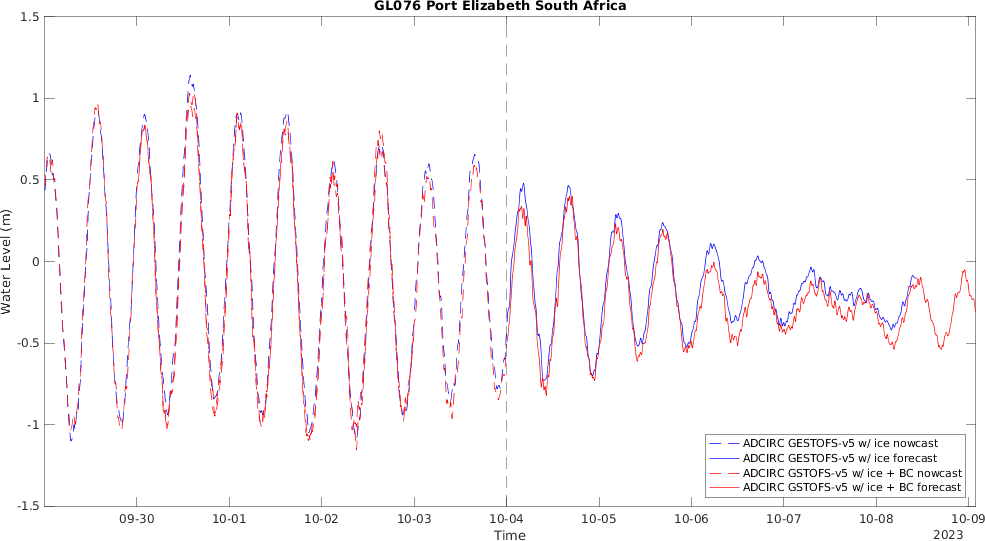 GL076 Port Elizabeth South Africa
1.5
1
0.5
0
-0.5
-1
-1.5
Water Level (m)
ADCIRC GESTOFS-v5 w/ ice nowcast
ADCIRC GESTOFS-v5 w/ ice forecast
ADCIRC GSTOFS-v5 w/ ice + BC nowcast
ADCIRC GSTOFS-v5 w/ ice + BC forecast
09-30 10-01 10-02 10-03 10-04 10-05 10-06 10-07 10-08 10-09
Time
2023